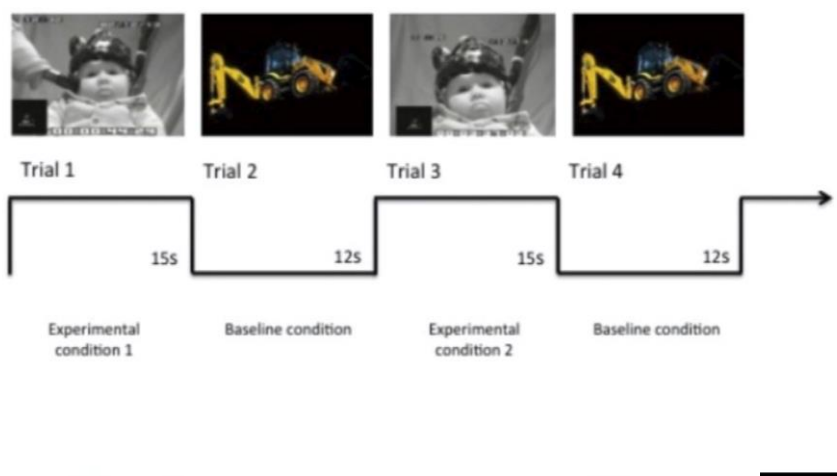 Trial 1
Trial 2
Trial 3
Trial 4
15s
12s
15s
12s
Experimental
condition 1
Baseline condition
Experimental
condition 2
Baseline condition